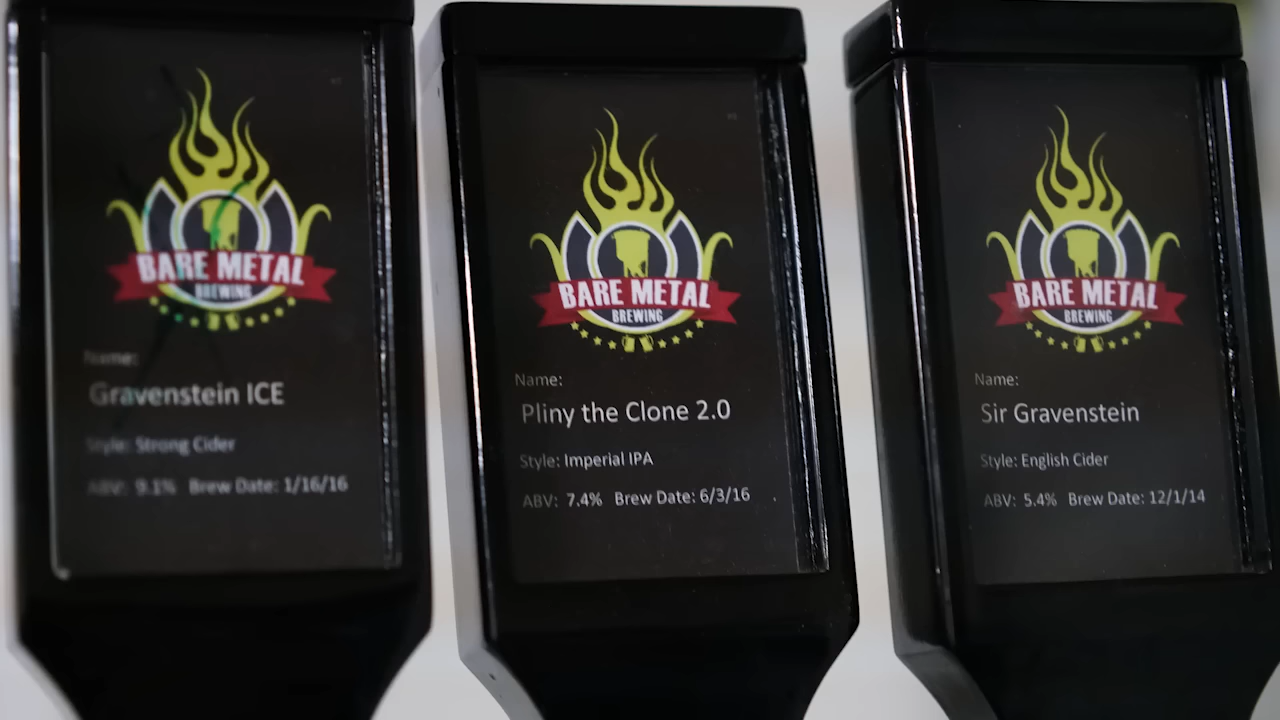 BARE METAL
BREWING
Name:
Gravenstein ICE
Style: Strong Cider
ABV: 9.1% Brew Date: 1/16/16
BARE METAL
BREWING
Name:
Pliny the Clone 2.0
Style: Imperial IPA
ABV: 7.4% Brew Date: 6/3/16
BARE METAL
BREWING
Name:
Sir Gravenstein
Style: English Cider
ABV: 5.4% Brew Date: 12/1/14